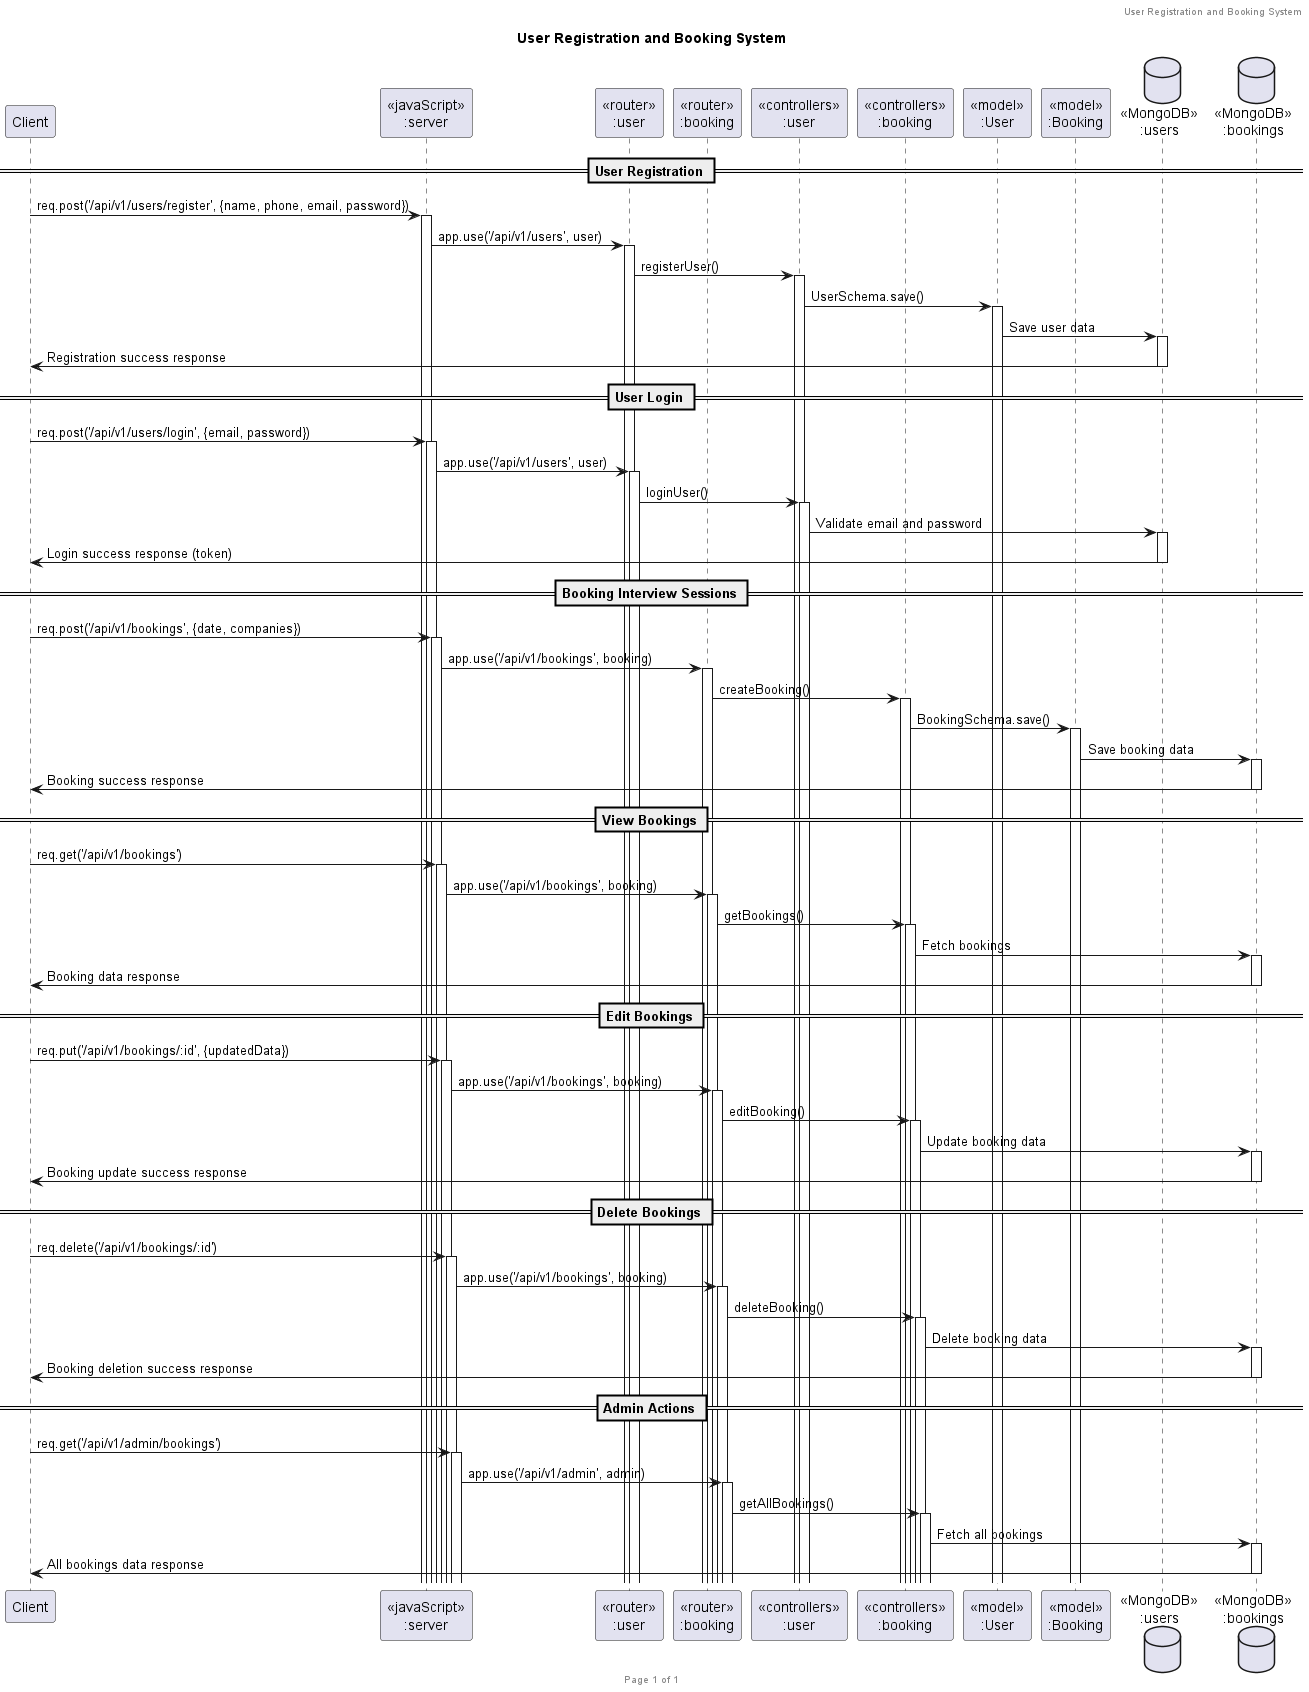 User Registration and Booking System
User Registration and Booking System
Client
«javaScript»
:server
«router»
:user
«router»
:booking
«controllers»
:user
«controllers»
:booking
«model»
:User
«model»
:Booking
«MongoDB»
:users
«MongoDB»
:bookings
User Registration
req.post('/api/v1/users/register', {name, phone, email, password})
app.use('/api/v1/users', user)
registerUser()
UserSchema.save()
Save user data
Registration success response
User Login
req.post('/api/v1/users/login', {email, password})
app.use('/api/v1/users', user)
loginUser()
Validate email and password
Login success response (token)
Booking Interview Sessions
req.post('/api/v1/bookings', {date, companies})
app.use('/api/v1/bookings', booking)
createBooking()
BookingSchema.save()
Save booking data
Booking success response
View Bookings
req.get('/api/v1/bookings')
app.use('/api/v1/bookings', booking)
getBookings()
Fetch bookings
Booking data response
Edit Bookings
req.put('/api/v1/bookings/:id', {updatedData})
app.use('/api/v1/bookings', booking)
editBooking()
Update booking data
Booking update success response
Delete Bookings
req.delete('/api/v1/bookings/:id')
app.use('/api/v1/bookings', booking)
deleteBooking()
Delete booking data
Booking deletion success response
Admin Actions
req.get('/api/v1/admin/bookings')
app.use('/api/v1/admin', admin)
getAllBookings()
Fetch all bookings
All bookings data response
Client
«javaScript»
:server
«router»
:user
«router»
:booking
«controllers»
:user
«controllers»
:booking
«model»
:User
«model»
:Booking
«MongoDB»
:users
«MongoDB»
:bookings
Page 1 of 1